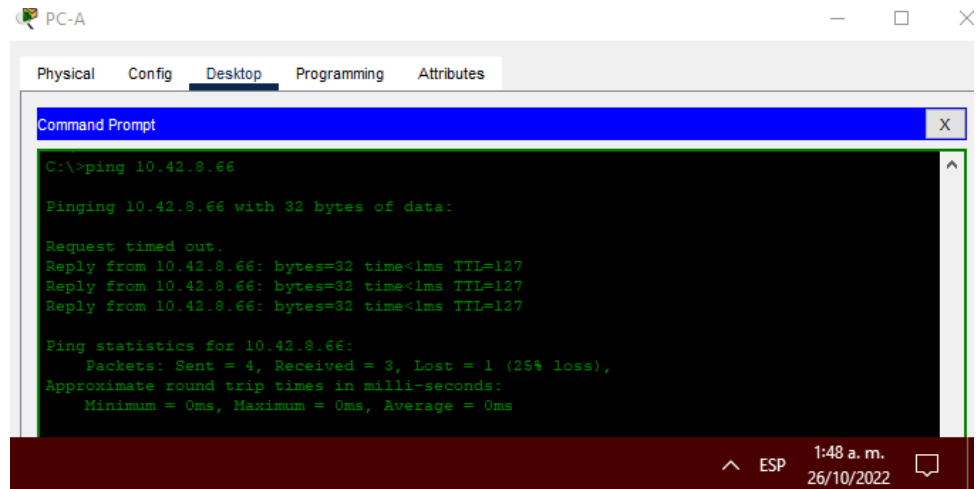 PC-A
Physical Config Desktop Programming Attributes
Command Prompt X
C:\>ping 10.42.8.66
Pinging 10.42.8.66 with 32 bytes of data:
Request timed out.
Reply from 10.42.8.66: bytes=32 time<1ms TTL=127
Reply from 10.42.8.66: bytes=32 time<1ms TTL=127
Reply from 10.42.8.66: bytes=32 time<1ms TTL=127
Ping statistics for 10.42.8.66:
Packets: Sent = 4, Received = 3, Lost = 1 (25% loss),
Approximate round trip times in milli-seconds:
Minimum = 0ms, Maximum = 0ms, Average = 0ms
ESP 1:48 a. m.
26/10/2022